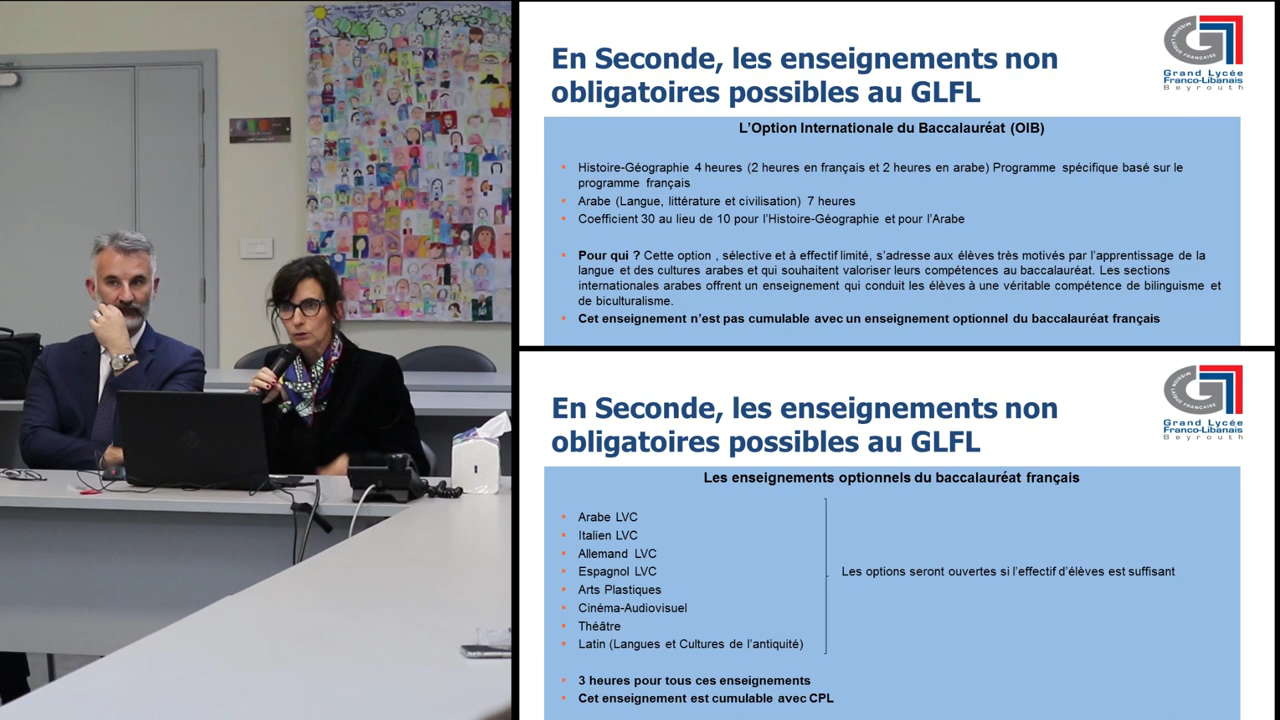 En Seconde, les enseignements non
obligatoires possibles au GLFL
MISSION LAÏQUE FRANÇAISE
Grand Lycée
Franco-Libanais
Beyrouth
L’Option Internationale du Baccalauréat (OIB)
Histoire-Géographie 4 heures (2 heures en français et 2 heures en arabe) Programme spécifique basé sur le
programme français
Arabe (Langue, littérature et civilisation) 7 heures
Coefficient 30 au lieu de 10 pour l’Histoire-Géographie et pour l’Arabe
Pour qui ? Cette option , sélective et à effectif limité, s’adresse aux élèves très motivés par l’apprentissage de la
langue et des cultures arabes et qui souhaitent valoriser leurs compétences au baccalauréat. Les sections
internationales arabes offrent un enseignement qui conduit les élèves à une véritable compétence de bilinguisme et
de biculturalisme.
Cet enseignement n’est pas cumulable avec un enseignement optionnel du baccalauréat français
En Seconde, les enseignements non
obligatoires possibles au GLFL
MISSION LAÏQUE FRANÇAISE
Grand Lycée
Franco-Libanais
Beyrouth
Les enseignements optionnels du baccalauréat français
Arabe LVC
Italien LVC
Allemand LVC
Espagnol LVC
Arts Plastiques
Cinéma-Audiovisuel
Théâtre
Latin (Langues et Cultures de l’antiquité)
Les options seront ouvertes si l’effectif d’élèves est suffisant
3 heures pour tous ces enseignements
Cet enseignement est cumulable avec CPL